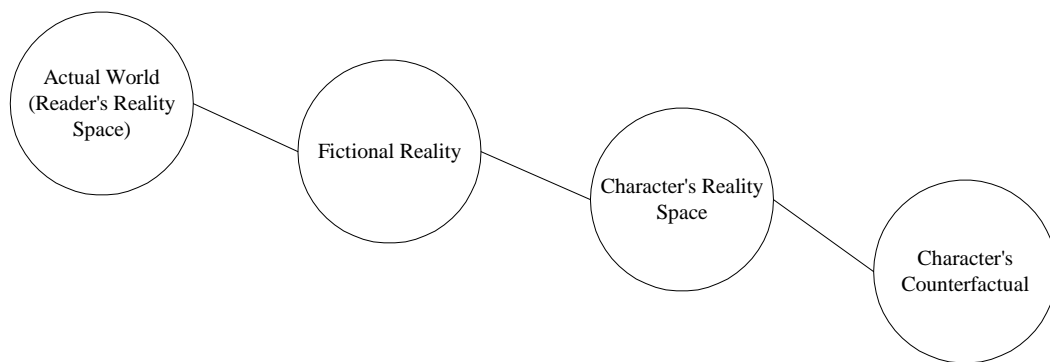 Actual World
(Reader's Reality
Space)
Fictional Reality
Character's Reality
Space
Character's
Counterfactual